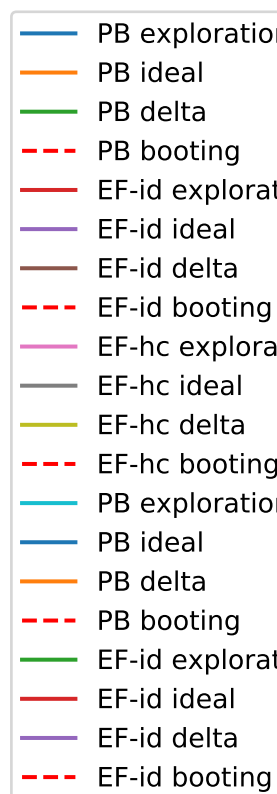 PB exploration
PB ideal
PB delta
PB booting
EF-id explorat
EF-id ideal
EF-id delta
EF-id booting
EF-hc explora
EF-hc ideal
EF-hc delta
EF-hc booting
PB exploration
PB ideal
PB delta
PB booting
EF-id explorat
EF-id ideal
EF-id delta
EF-id booting